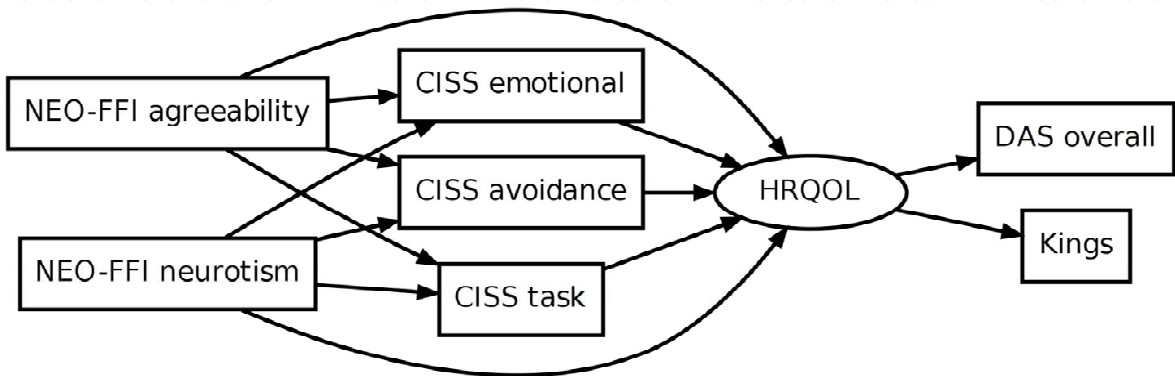 NEO-FFI agreeability
NEO-FFI neurotism
CISS emotional
CISS avoidance
CISS task
HRQOL
DAS overall
Kings